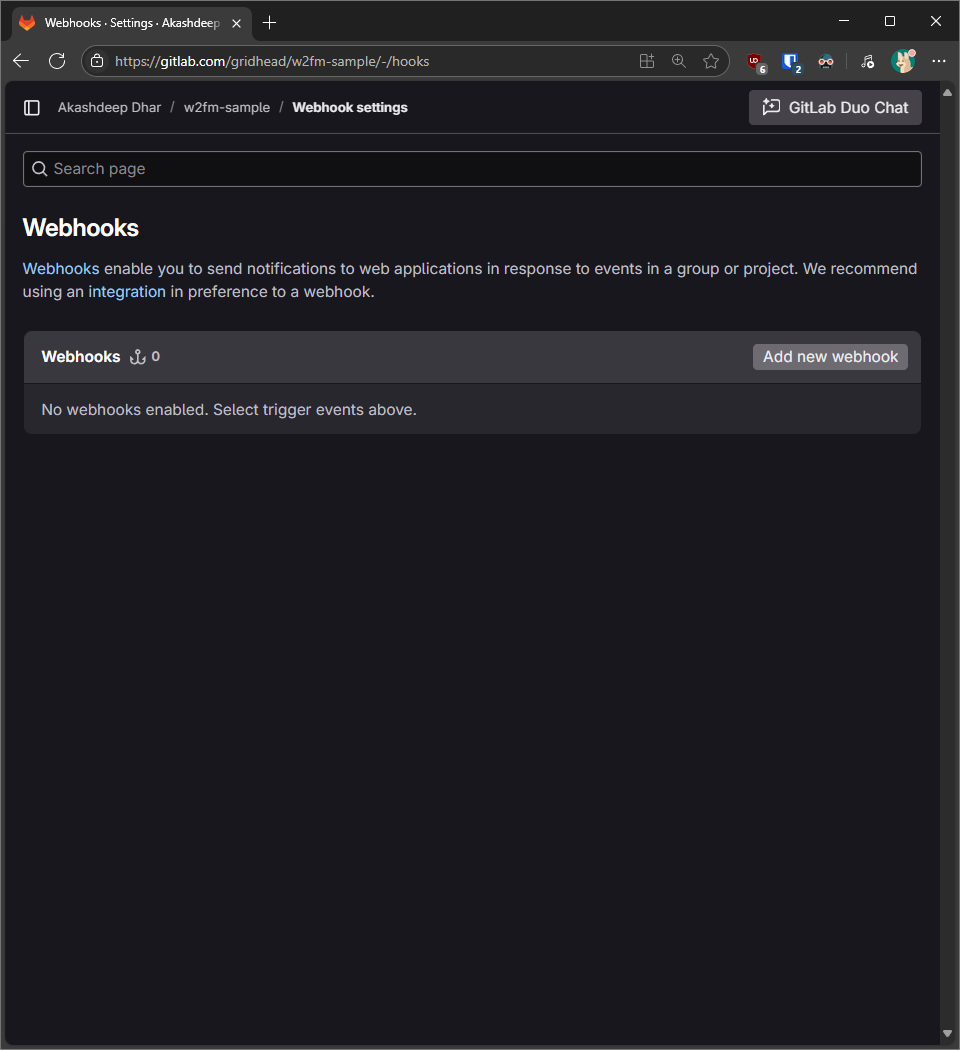 Webhooks · Settings · Akashdeep
https://gitlab.com/gridhead/w2fm-sample/-/hooks
6
2
Akashdeep Dhar / w2fm-sample / Webhook settings
GitLab Duo Chat
Search page
Webhooks
Webhooks enable you to send notifications to web applications in response to events in a group or project. We recommend
using an integration in preference to a webhook.
Webhooks 0
Add new webhook
No webhooks enabled. Select trigger events above.